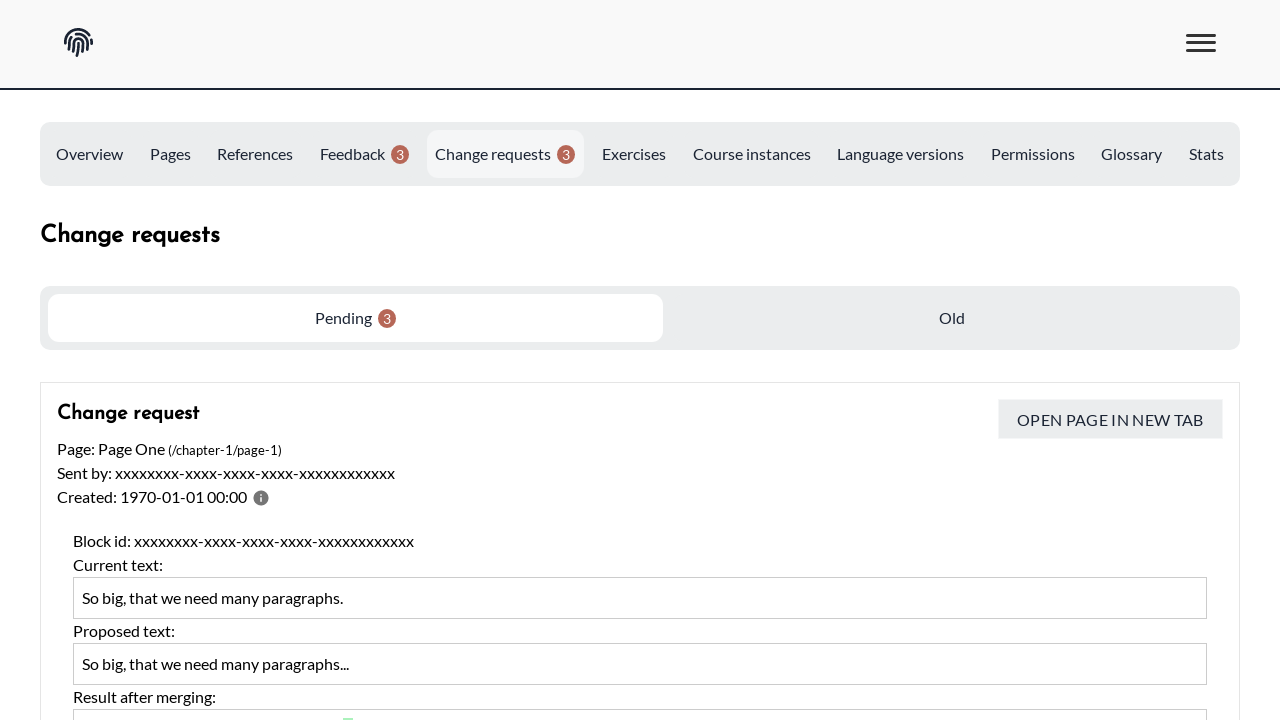 Overview Pages References Feedback 3 Change requests 3 Exercises Course instances Language versions Permissions Glossary Stats
Change requests
Pending 3 Old
Change request
OPEN PAGE IN NEW TAB
Page: Page One (/chapter-1/page-1)
Sent by: xxxxxxxx-xxxx-xxxx-xxxx-xxxxxxxxxxxx
Created: 1970-01-01 00:00
Block id: xxxxxxxx-xxxx-xxxx-xxxx-xxxxxxxxxxxx
Current text:
So big, that we need many paragraphs.
Proposed text:
So big, that we need many paragraphs...
Result after merging: